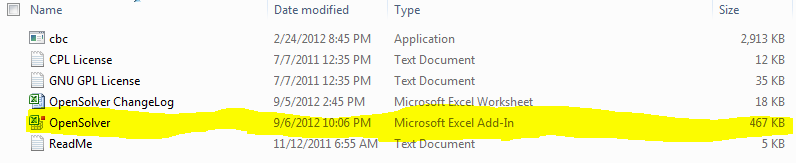 Name Date modified Type Size
cbc 2/24/2012 8:45 PM Application 2,913 KB
CPL License 7/7/2011 12:35 PM Text Document 12 KB
GNU GPL License 7/7/2011 12:35 PM Text Document 35 KB
OpenSolver ChangeLog 9/5/2012 2:45 PM Microsoft Excel Worksheet 18 KB
OpenSolver 9/6/2012 10:06 PM Microsoft Excel Add-In 467 KB
ReadMe 11/12/2011 6:55 AM Text Document 5 KB